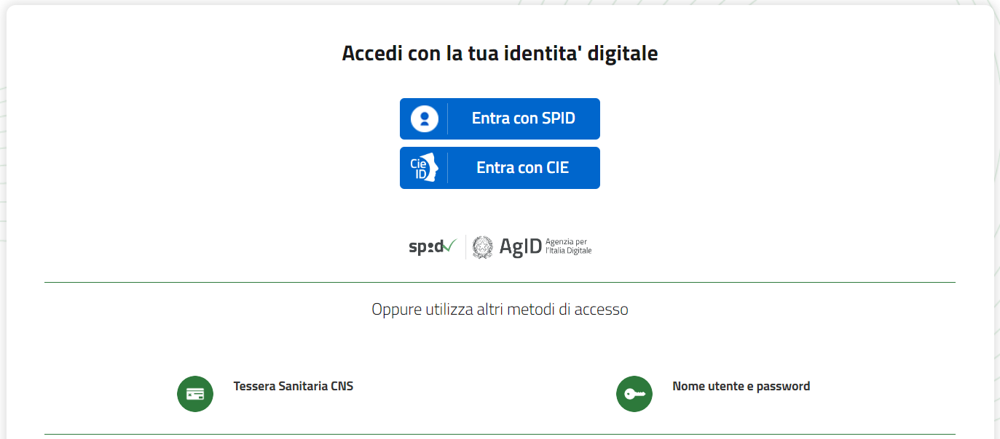 Accedi con la tua identita' digitale
Entra con SPID
Cie
ID
Entra con CIE
spid
AgID
Agenzia per
l'Italia Digitale
Oppure utilizza altri metodi di accesso
Tessera Sanitaria CNS
Nome utente e password